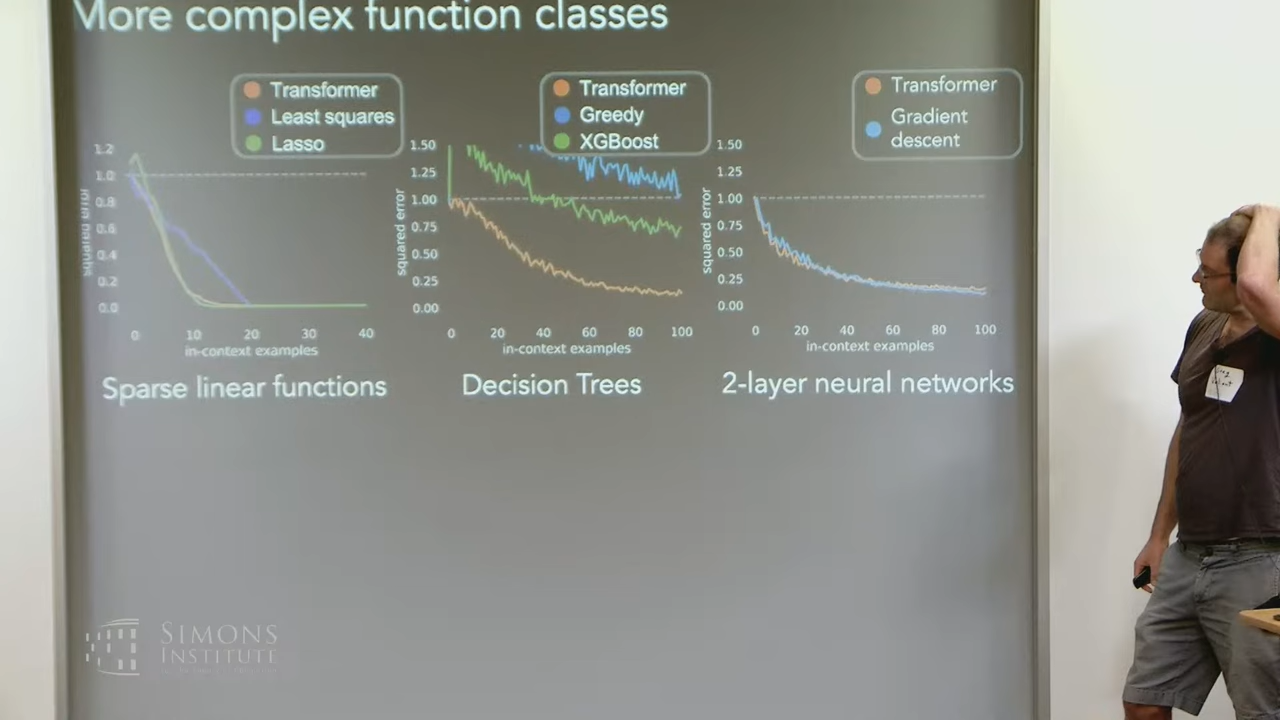 More complex function classes
Transformer
Least squares
Lasso
1.2
1.0
0.8
0.6
0.4
0.2
0.0
squared error
0 10 20 30 40
in-context examples
Sparse linear functions
Transformer
Greedy
XGBoost
1.50
1.25
1.00
0.75
0.50
0.25
0.00
squared error
0 20 40 60 80 100
in-context examples
Decision Trees
Transformer
Gradient
descent
1.50
1.25
1.00
0.75
0.50
0.25
0.00
squared error
0 20 40 60 80 100
in-context examples
2-layer neural networks
SIMONS
INSTITUTE